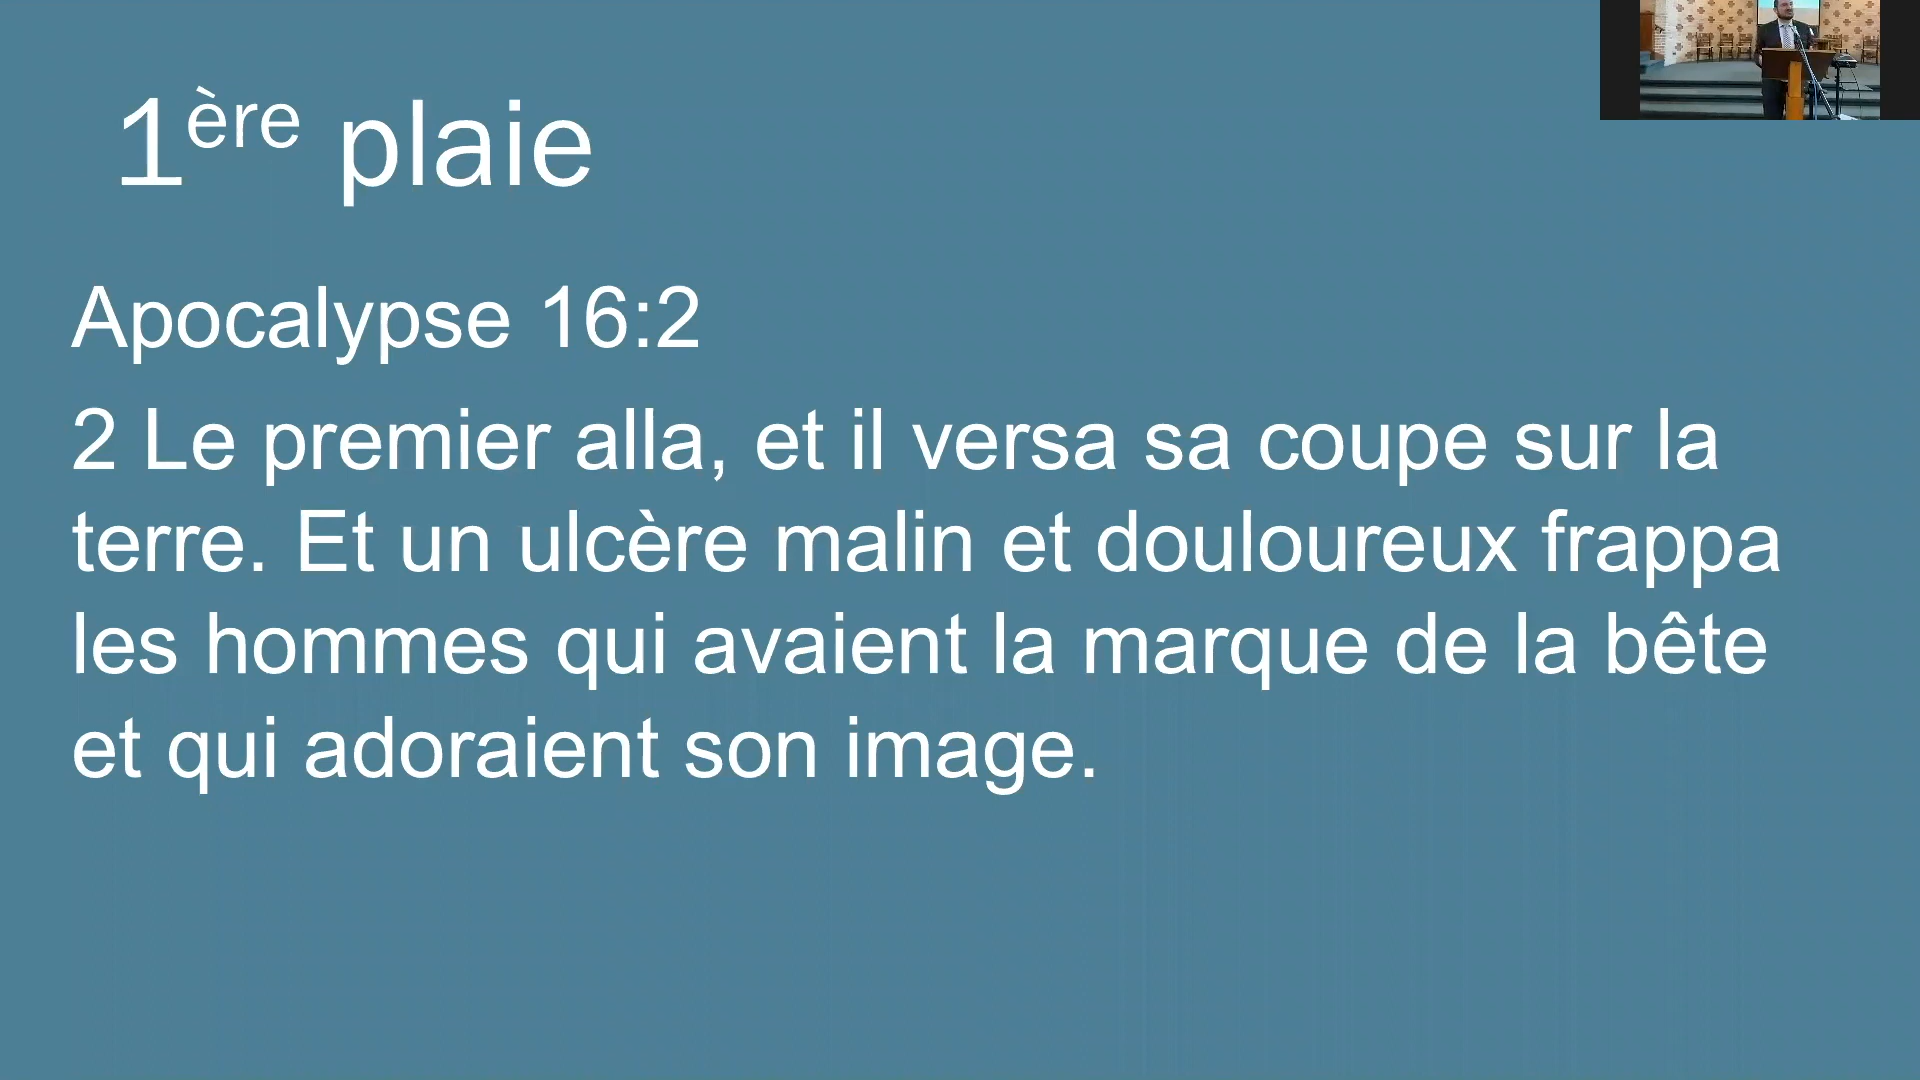 1ère plaie
Apocalypse 16:2
2 Le premier alla, et il versa sa coupe sur la
terre. Et un ulcère malin et douloureux frappa
les hommes qui avaient la marque de la bête
et qui adoraient son image.